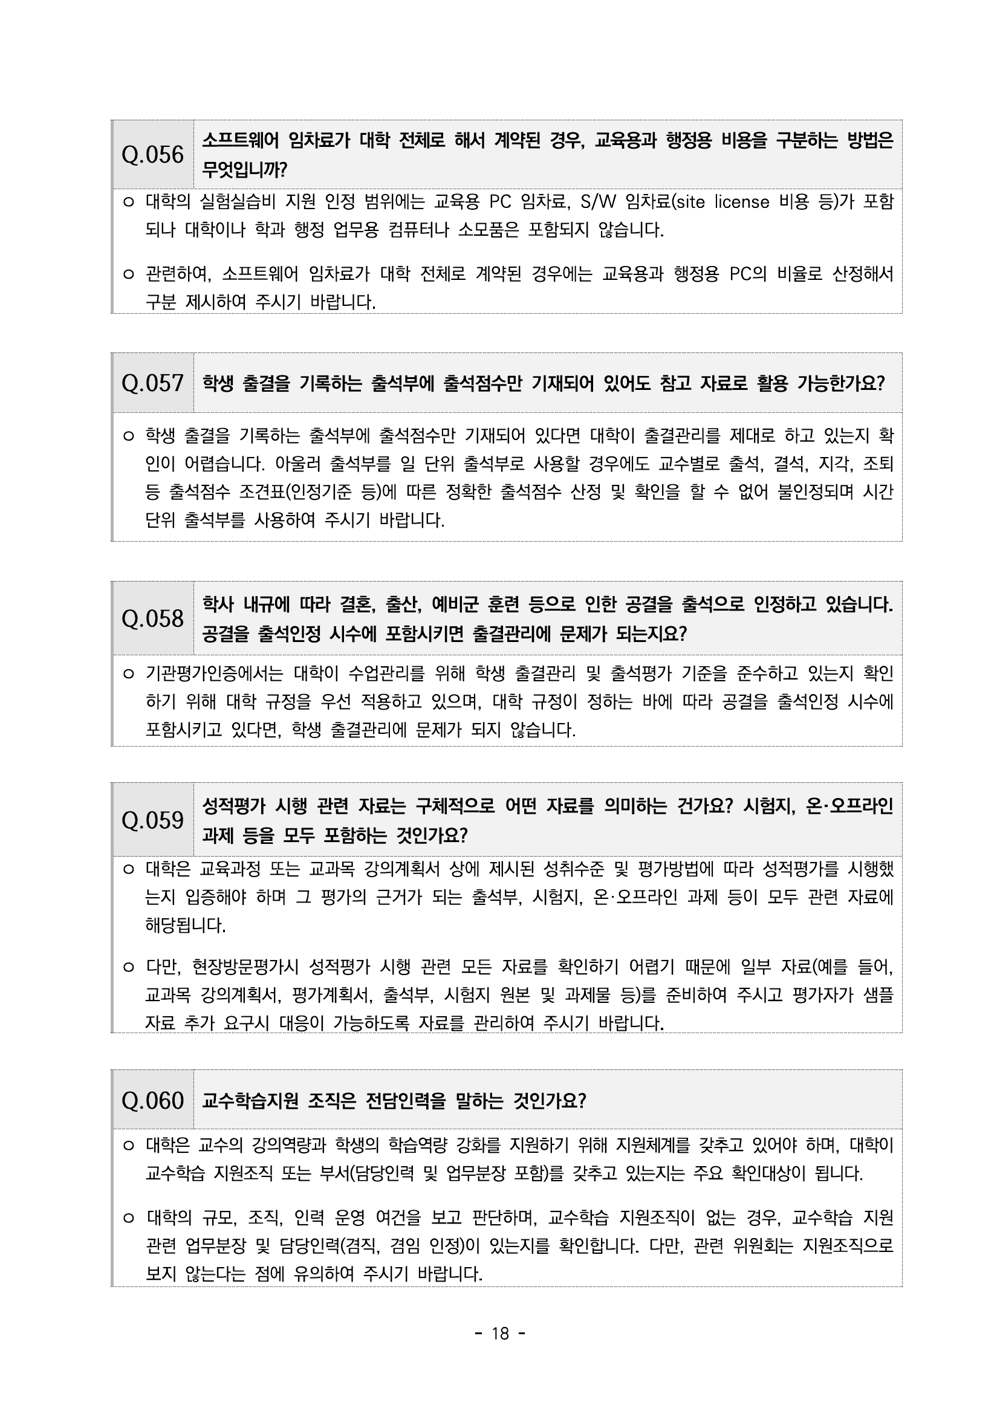 Q.056
소프트웨어 임차료가 대학 전체로 해서 계약된 경우, 교육용과 행정용 비용을 구분하는 방법은
무엇입니까?
ㅇ 대학의 실험실습비 지원 인정 범위에는 교육용 PC 임차료, S/W 임차료(site license 비용 등)가 포함
되나 대학이나 학과 행정 업무용 컴퓨터나 소모품은 포함되지 않습니다.
ㅇ 관련하여, 소프트웨어 임차료가 대학 전체로 계약된 경우에는 교육용과 행정용 PC의 비율로 산정해서
구분 제시하여 주시기 바랍니다.
Q.057 학생 출결을 기록하는 출석부에 출석점수만 기재되어 있어도 참고 자료로 활용 가능한가요?
ㅇ 학생 출결을 기록하는 출석부에 출석점수만 기재되어 있다면 대학이 출결관리를 제대로 하고 있는지 확
인이 어렵습니다. 아울러 출석부를 일 단위 출석부로 사용할 경우에도 교수별로 출석, 결석, 지각, 조퇴
등 출석점수 조견표(인정기준 등)에 따른 정확한 출석점수 산정 및 확인을 할 수 없어 불인정되며 시간
단위 출석부를 사용하여 주시기 바랍니다.
Q.058
학사 내규에 따라 결혼, 출산, 예비군 훈련 등으로 인한 공결을 출석으로 인정하고 있습니다.
공결을 출석인정 시수에 포함시키면 출결관리에 문제가 되는지요?
ㅇ 기관평가인증에서는 대학이 수업관리를 위해 학생 출결관리 및 출석평가 기준을 준수하고 있는지 확인
하기 위해 대학 규정을 우선 적용하고 있으며, 대학 규정이 정하는 바에 따라 공결을 출석인정 시수에
포함시키고 있다면, 학생 출결관리에 문제가 되지 않습니다.
Q.059
성적평가 시행 관련 자료는 구체적으로 어떤 자료를 의미하는 건가요? 시험지, 온·오프라인
과제 등을 모두 포함하는 것인가요?
ㅇ 대학은 교육과정 또는 교과목 강의계획서 상에 제시된 성취수준 및 평가방법에 따라 성적평가를 시행했
는지 입증해야 하며 그 평가의 근거가 되는 출석부, 시험지, 온·오프라인 과제 등이 모두 관련 자료에
해당됩니다.
ㅇ 다만, 현장방문평가시 성적평가 시행 관련 모든 자료를 확인하기 어렵기 때문에 일부 자료(예를 들어,
교과목 강의계획서, 평가계획서, 출석부, 시험지 원본 및 과제물 등)를 준비하여 주시고 평가자가 샘플
자료 추가 요구시 대응이 가능하도록 자료를 관리하여 주시기 바랍니다.
Q.060 교수학습지원 조직은 전담인력을 말하는 것인가요?
ㅇ 대학은 교수의 강의역량과 학생의 학습역량 강화를 지원하기 위해 지원체계를 갖추고 있어야 하며, 대학이
교수학습 지원조직 또는 부서(담당인력 및 업무분장 포함)를 갖추고 있는지는 주요 확인대상이 됩니다.
ㅇ 대학의 규모, 조직, 인력 운영 여건을 보고 판단하며, 교수학습 지원조직이 없는 경우, 교수학습 지원
관련 업무분장 및 담당인력(겸직, 겸임 인정)이 있는지를 확인합니다. 다만, 관련 위원회는 지원조직으로
보지 않는다는 점에 유의하여 주시기 바랍니다.
- 18 -